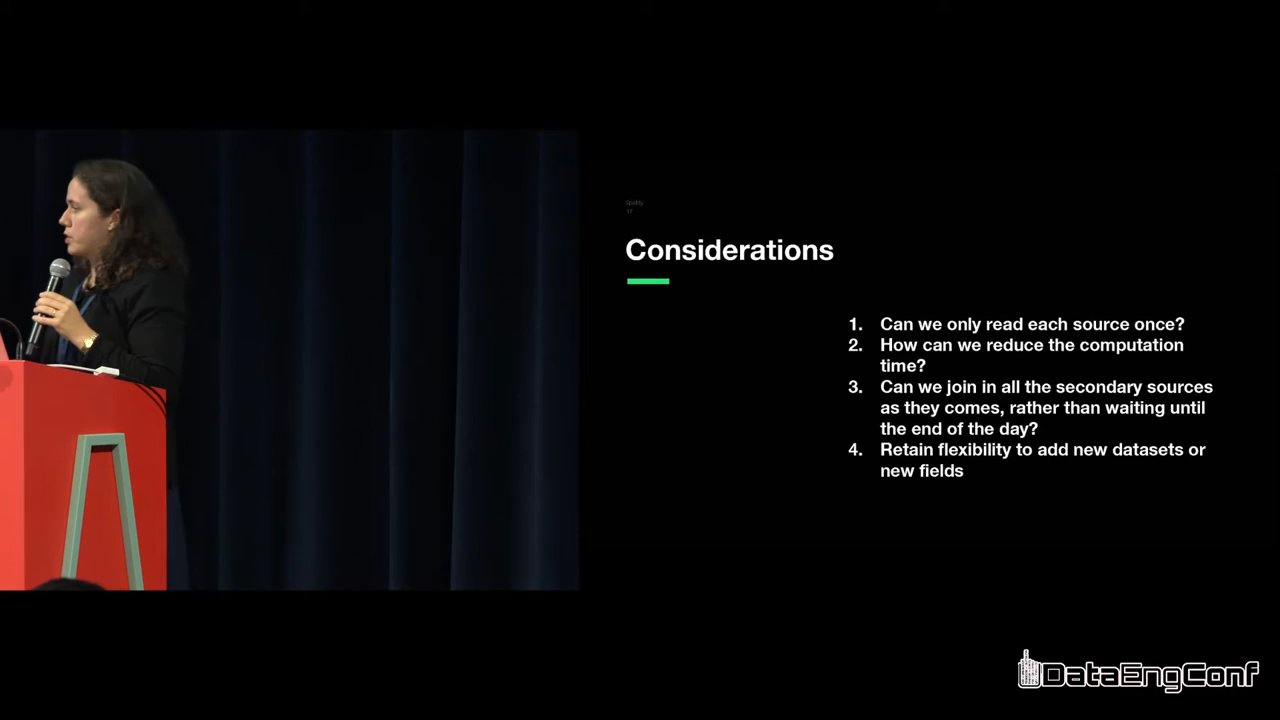 Spotify
17
Considerations
1. Can we only read each source once?
2. How can we reduce the computation
time?
3. Can we join in all the secondary sources
as they comes, rather than waiting until
the end of the day?
4. Retain flexibility to add new datasets or
new fields
DataEngConf